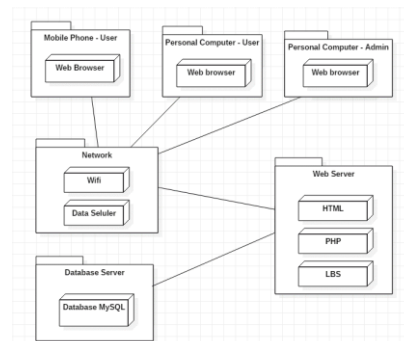 Mobile Phone - User
Web Browser
Personal Computer - User
Web browser
Personal Computer - Admin
Web browser
Network
Wifi
Data Seluler
Web Server
HTML
PHP
LBS
Database Server
Database MySQL